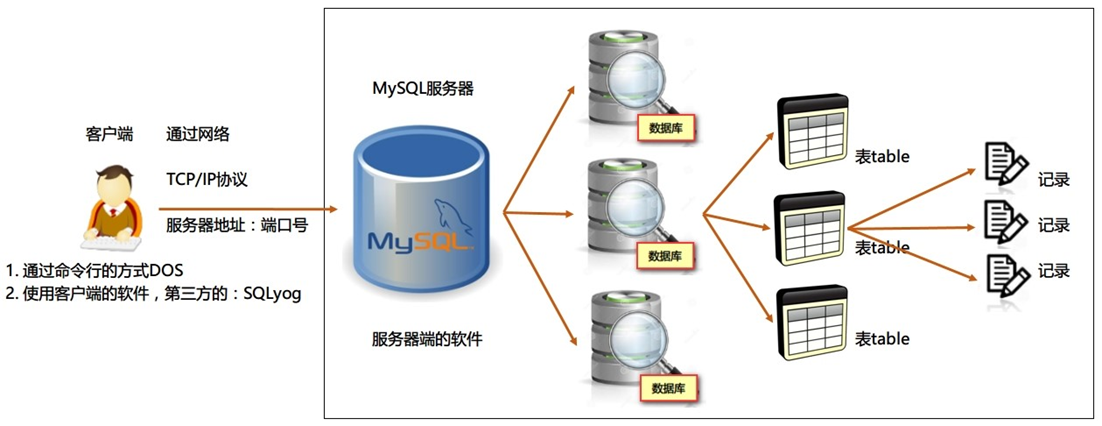 客户端
通过网络
TCP/IP协议
服务器地址：端口号
1. 通过命令行的方式DOS
2. 使用客户端的软件，第三方的：SQLyog
MySQL服务器
MySQL
服务器端的软件
数据库
数据库
数据库
表table
表table
表table
记录
记录
记录